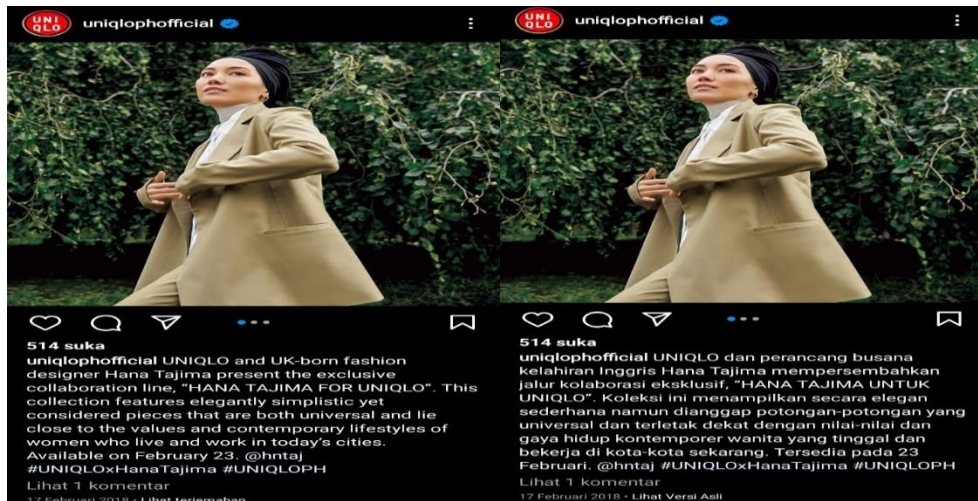 UNI
QLO
uniqlophofficial
514 suka
uniqlophofficial UNIQLO and UK-born fashion
designer Hana Tajima present the exclusive
collaboration line, “HANA TAJIMA FOR UNIQLO”. This
collection features elegantly simplistic yet
considered pieces that are both universal and lie
close to the values and contemporary lifestyles of
women who live and work in today’s cities.
Available on February 23. @hntaj
#UNIQLOxHanaTajima #UNIQLOPH
Lihat 1 komentar
17 Februari 2018 • Lihat terjemahan
UNI
QLO
uniqlophofficial
514 suka
uniqlophofficial UNIQLO dan perancang busana
kelahiran Inggris Hana Tajima mempersembahkan
jalur kolaborasi eksklusif, “HANA TAJIMA UNTUK
UNIQLO”. Koleksi ini menampilkan secara elegan
sederhana namun dianggap potongan-potongan yang
universal dan terletak dekat dengan nilai-nilai dan
gaya hidup kontemporer wanita yang tinggal dan
bekerja di kota-kota sekarang. Tersedia pada 23
Februari. @hntaj #UNIQLOxHanaTajima #UNIQLOPH
Lihat 1 komentar
17 Februari 2018 • Lihat Versi Asli